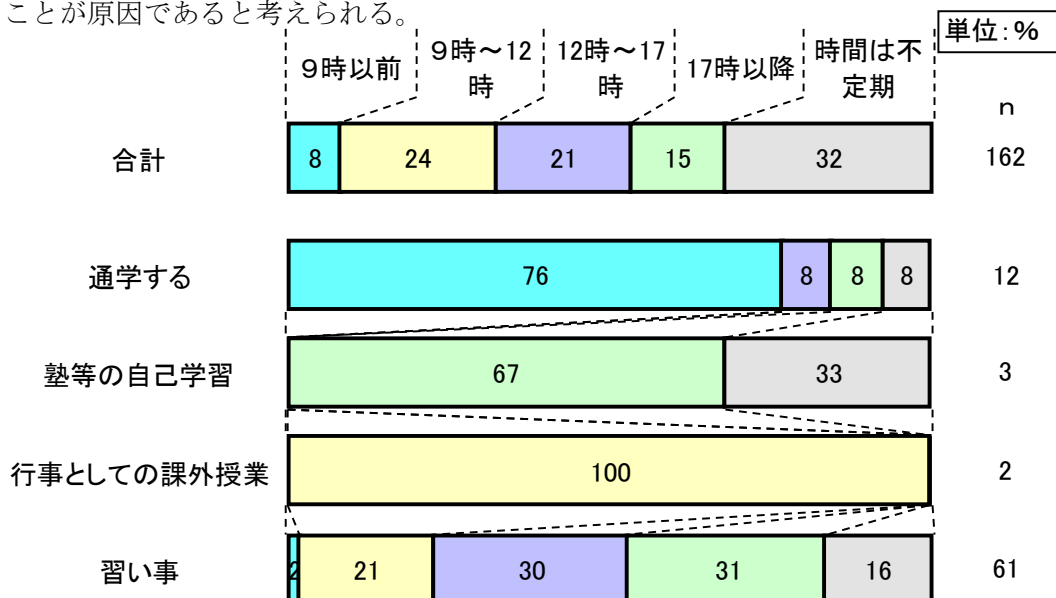 ことが原因であると考えられる。
単位：%
９時以前
９時～12時
12時～17時
17時以降
時間は不定期
n
合計 8 24 21 15 32 162
通学する 76 8 8 8 12
塾等の自己学習 67 33 3
行事としての課外授業 100 2
習い事 2 21 30 31 16 61